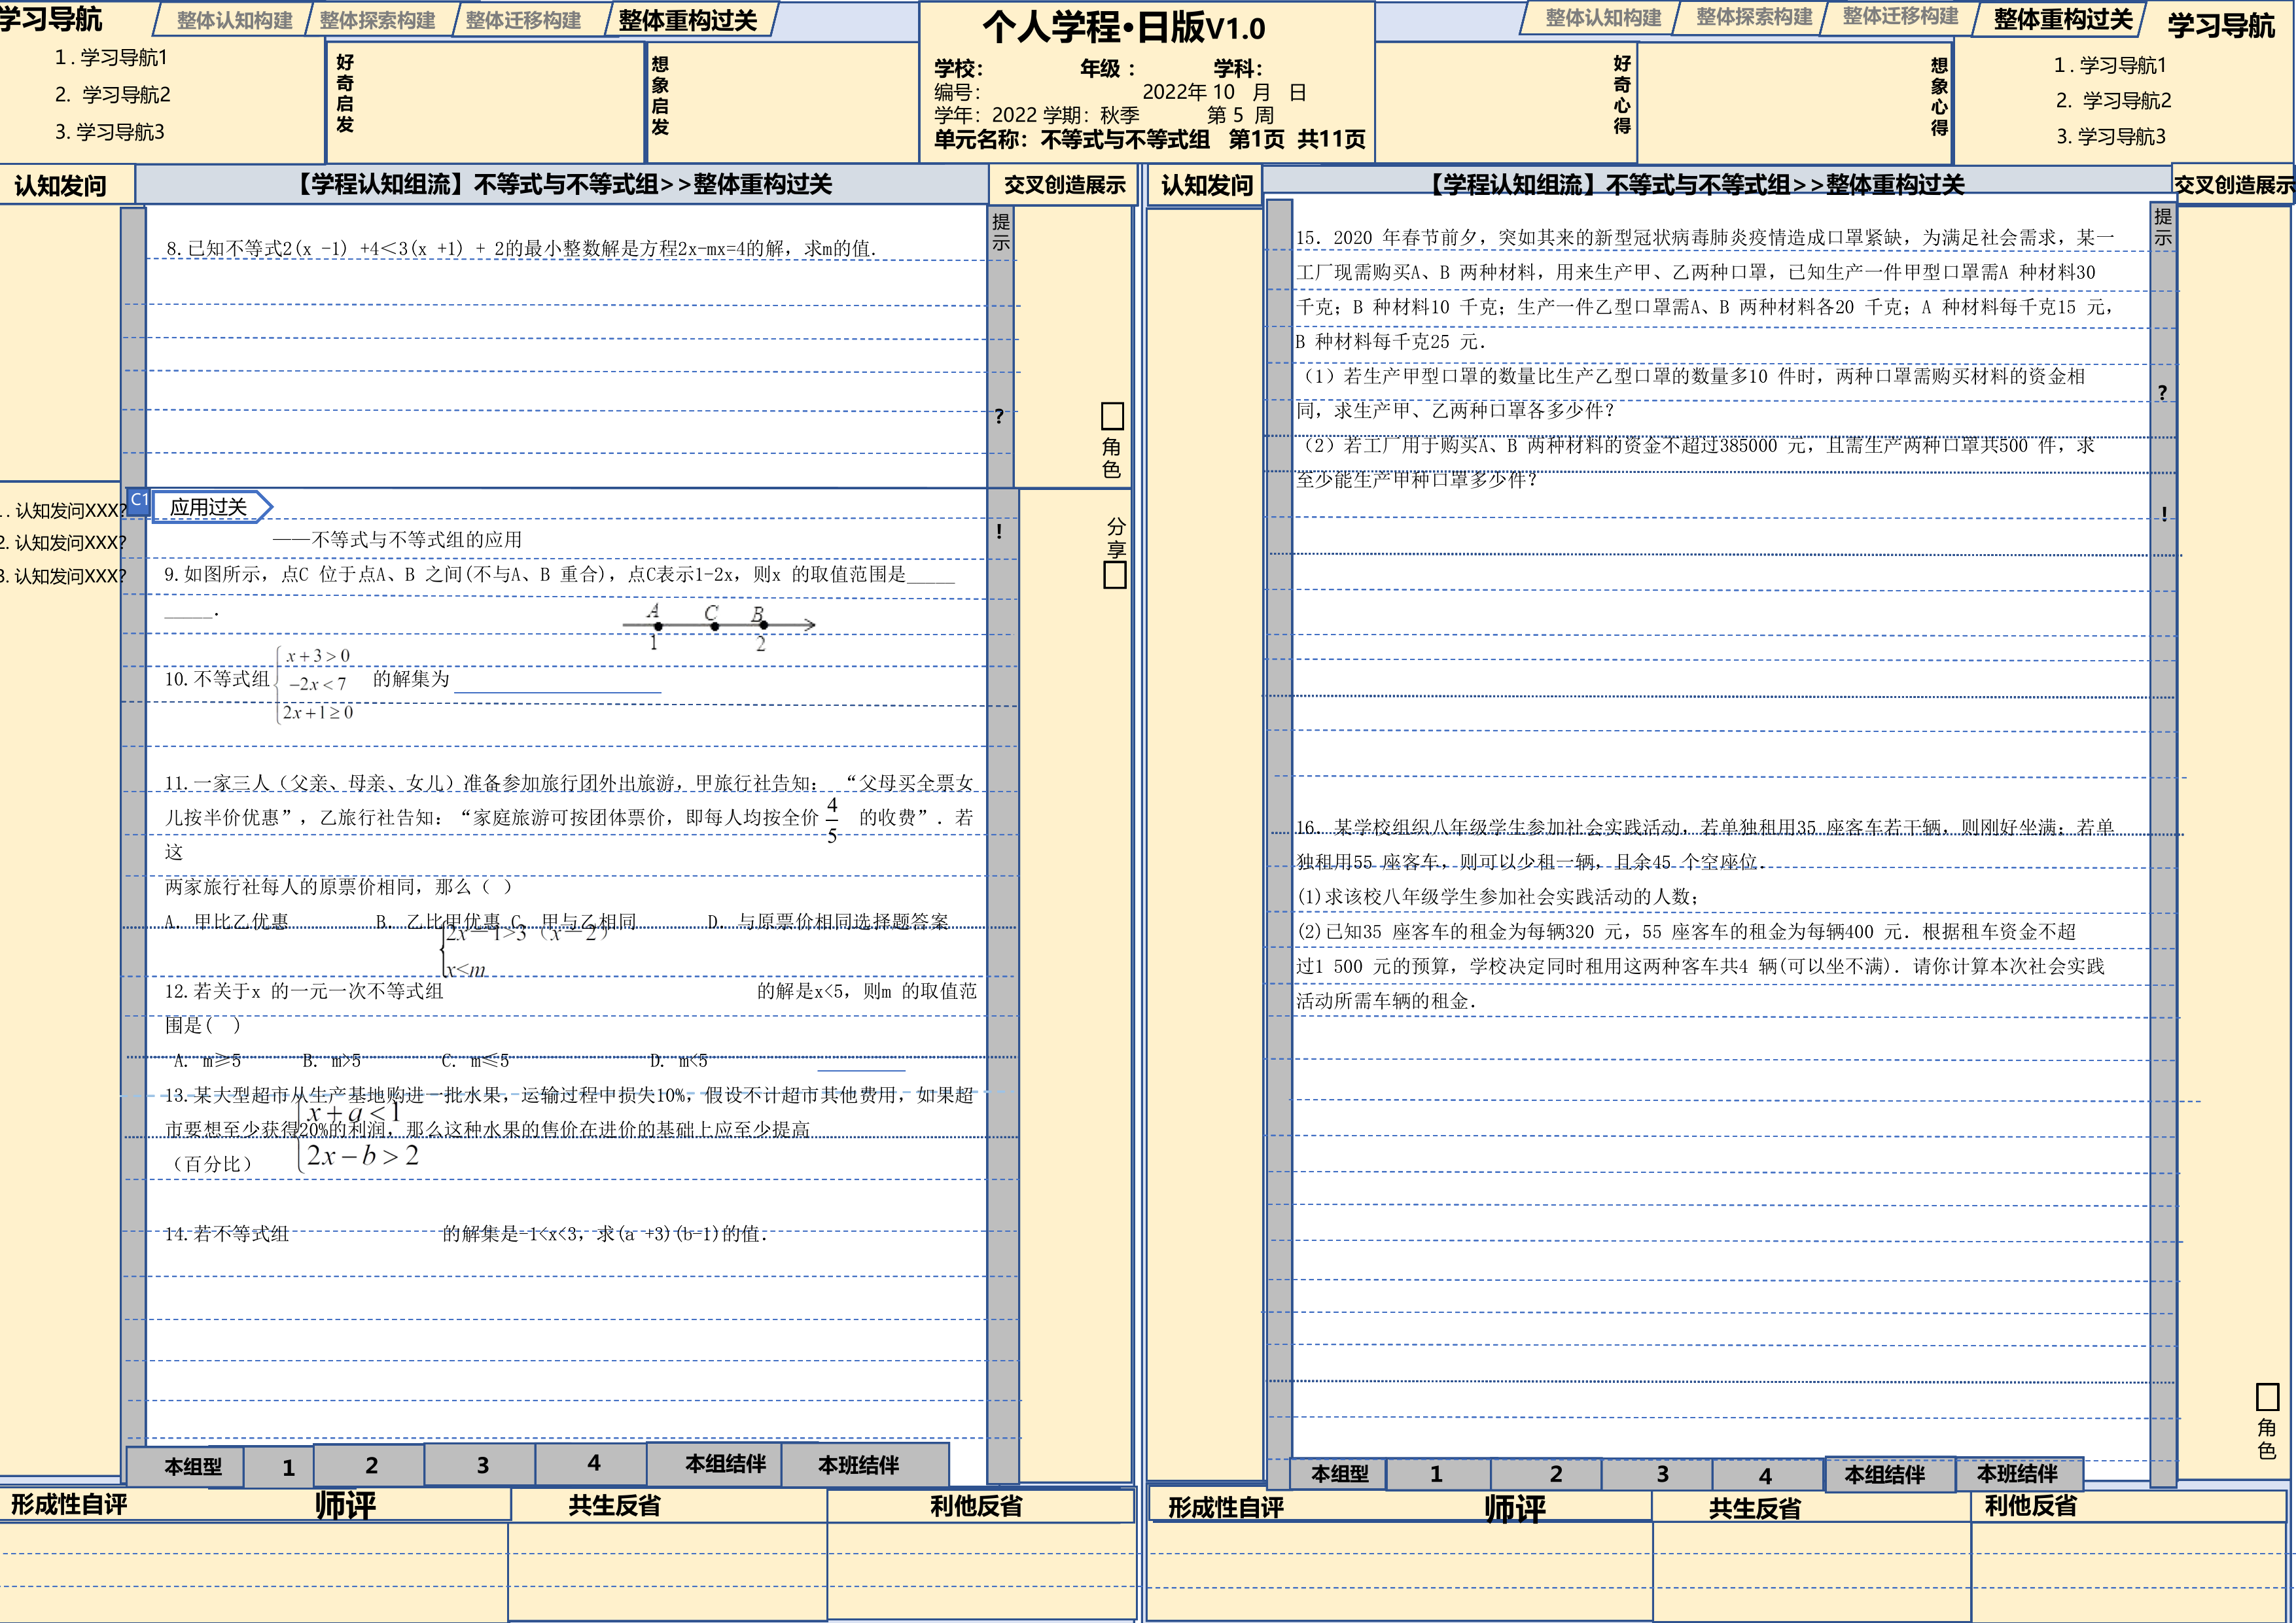 学习导航
整体认知构建 整体探索构建 整体迁移构建 整体重构过关
1.学习导航1
2. 学习导航2
3. 学习导航3
好奇启发
想象启发
个人学程·日版V1.0
学校: 年级: 学科:
编号: 2022年 10 月 日
学年: 2022 学期: 秋季 第 5 周
单元名称: 不等式与不等式组 第1页 共11页
整体认知构建 整体探索构建 整体迁移构建 整体重构过关
学习导航
好奇心得
想象心得
1.学习导航1
2. 学习导航2
3. 学习导航3
认知发问
【学程认知组流】不等式与不等式组>>整体重构过关
交叉创造展示
提示
8.已知不等式2(x -1) +4<3(x +1) + 2的最小整数解是方程2x-mx=4的解，求m的值.
?
角色
C1
应用过关
. 认知发问XXX?
2. 认知发问XXX?
3. 认知发问XXX?
!
分享
——不等式与不等式组的应用
9.如图所示，点C 位于点A、B 之间(不与A、B 重合)，点C表示1-2x，则x 的取值范围是_____
_____.
A C B
1 2
10.不等式组 x+3>0
-2x<7 的解集为
2x+1≥0
11.一家三人（父亲、母亲、女儿）准备参加旅行团外出旅游，甲旅行社告知: “父母买全票女
儿按半价优惠”，乙旅行社告知: “家庭旅游可按团体票价，即每人均按全价 4/5 的收费”. 若
这
两家旅行社每人的原票价相同，那么（ ）
A. 甲比乙优惠 B. 乙比甲优惠 C. 甲与乙相同 D. 与原票价相同选择题答案
2x－1>3（x－2）
x<m
12.若关于x 的一元一次不等式组 的解是x<5，则m 的取值范
围是( )
A. m≥5 B. m>5 C. m≤5 D. m<5
13.某大型超市从生产基地购进一批水果，运输过程中损失10%，假设不计超市其他费用，如果超
x+a<1
市要想至少获得20%的利润，那么这种水果的售价在进价的基础上应至少提高
2x-b>2
（百分比）
14.若不等式组 的解集是-1<x<3，求(a +3)(b-1)的值.
本组型 1 2 3 4 本组结伴 本班结伴
形成性自评 师评 共生反省 利他反省
认知发问
【学程认知组流】不等式与不等式组>>整体重构过关
交叉创造展示
提示
15. 2020 年春节前夕，突如其来的新型冠状病毒肺炎疫情造成口罩紧缺，为满足社会需求，某一
工厂现需购买A、B 两种材料，用来生产甲、乙两种口罩，已知生产一件甲型口罩需A 种材料30
千克；B 种材料10 千克；生产一件乙型口罩需A、B 两种材料各20 千克；A 种材料每千克15 元，
B 种材料每千克25 元.
（1）若生产甲型口罩的数量比生产乙型口罩的数量多10 件时，两种口罩需购买材料的资金相
同，求生产甲、乙两种口罩各多少件?
（2）若工厂用于购买A、B 两种材料的资金不超过385000 元，且需生产两种口罩共500 件，求
至少能生产甲种口罩多少件?
?
!
16. 某学校组织八年级学生参加社会实践活动，若单独租用35 座客车若干辆，则刚好坐满；若单
独租用55 座客车，则可以少租一辆，且余45 个空座位.
(1)求该校八年级学生参加社会实践活动的人数；
(2)已知35 座客车的租金为每辆320 元，55 座客车的租金为每辆400 元. 根据租车资金不超
过1 500 元的预算，学校决定同时租用这两种客车共4 辆(可以坐不满). 请你计算本次社会实践
活动所需车辆的租金.
角色
本组型 1 2 3 4 本组结伴 本班结伴
形成性自评 师评 共生反省 利他反省